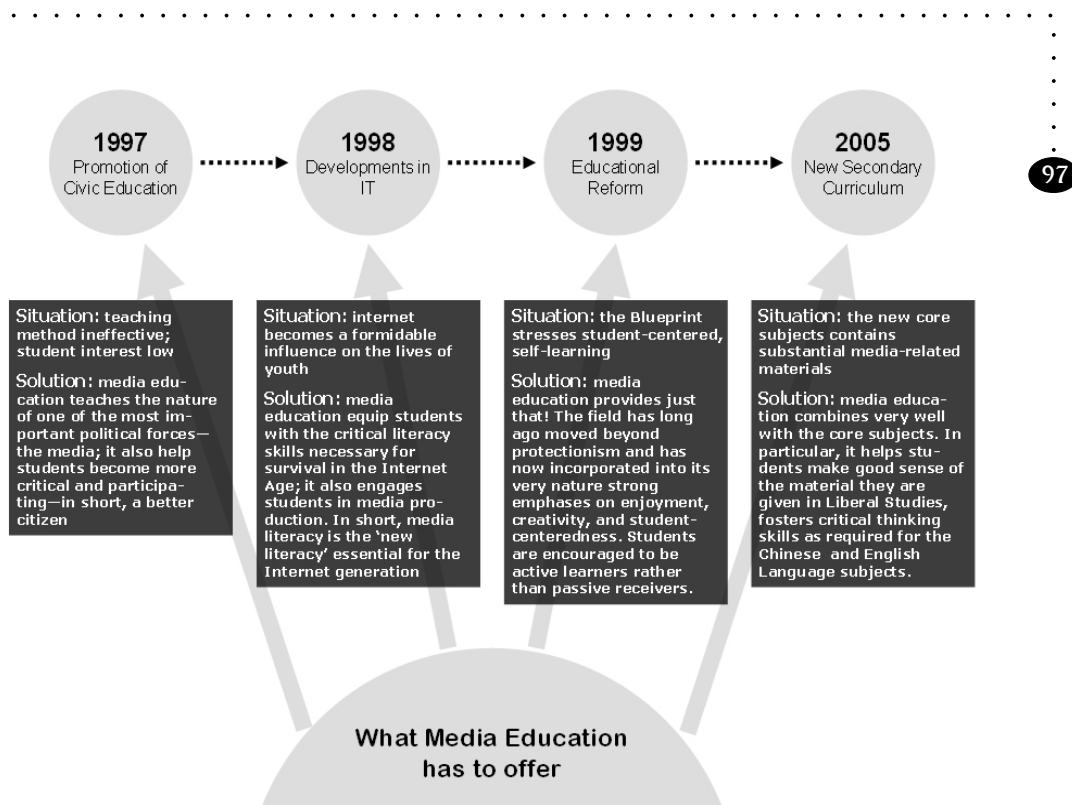 1997
Promotion of
Civic Education
1998
Developments in
IT
1999
Educational
Reform
2005
New Secondary
Curriculum
97
Situation: teaching
method ineffective;
student interest low
Solution: media edu-
cation teaches the nature
of one of the most im-
portant political forces—
the media; it also help
students become more
critical and participa-
ting—in short, a better
citizen
Situation: internet
becomes a formidable
influence on the lives of
youth
Solution: media
education equip students
with the critical literacy
skills necessary for
survival in the Internet
Age; it also engages
students in media pro-
duction. In short, media
literacy is the ‘new
literacy’ essential for the
Internet generation
Situation: the Blueprint
stresses student-centered,
self-learning
Solution: media
education provides just
that! The field has long
ago moved beyond
protectionism and has
now incorporated into its
very nature strong
emphases on enjoyment,
creativity, and student-
centeredness. Students
are encouraged to be
active learners rather
than passive receivers.
Situation: the new core
subjects contains
substantial media-related
materials
Solution: media educa-
tion combines very well
with the core subjects. In
particular, it helps stu-
dents make good sense of
the material they are
given in Liberal Studies,
fosters critical thinking
skills as required for the
Chinese and English
Language subjects.
What Media Education
has to offer